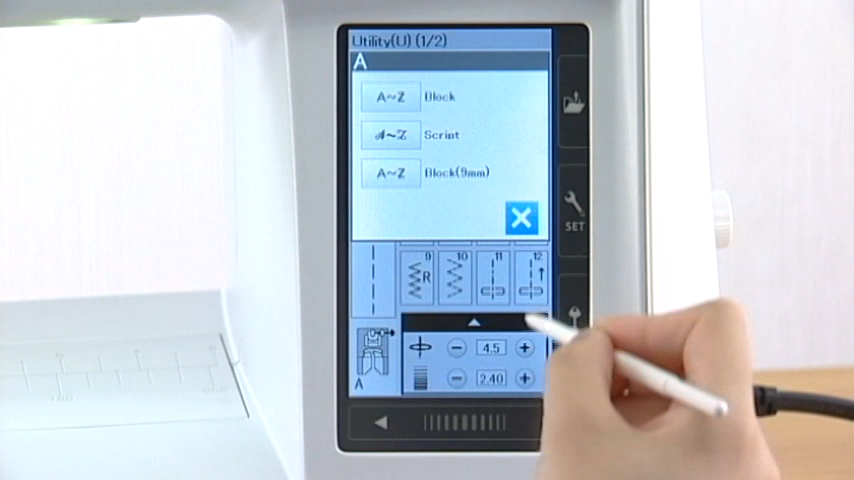 Utility(U) (1/2)
A
A~Z Block
A~Z Script
A~Z Block(9mm)
SET
9 10 11 12
R
4.5
2.40
A